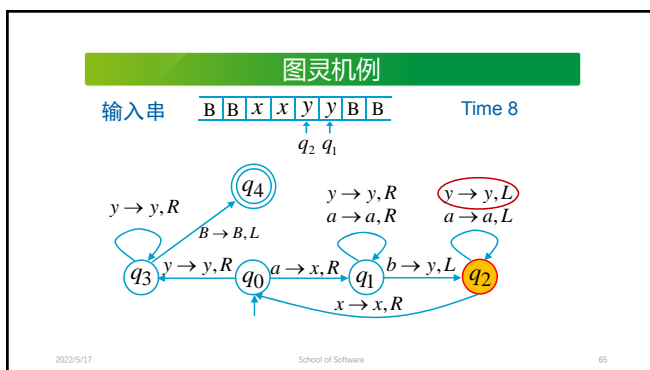 图灵机例
输入串 B B x x y y B B Time 8
q₂ q₁
q₄
y → y, R
y → y, R
a → a, R
y → y, L
a → a, L
B → B, L
q₃
y → y, R
q₀
a → x, R
q₁
b → y, L
q₂
x → x, R
2022/5/17 School of Software 65